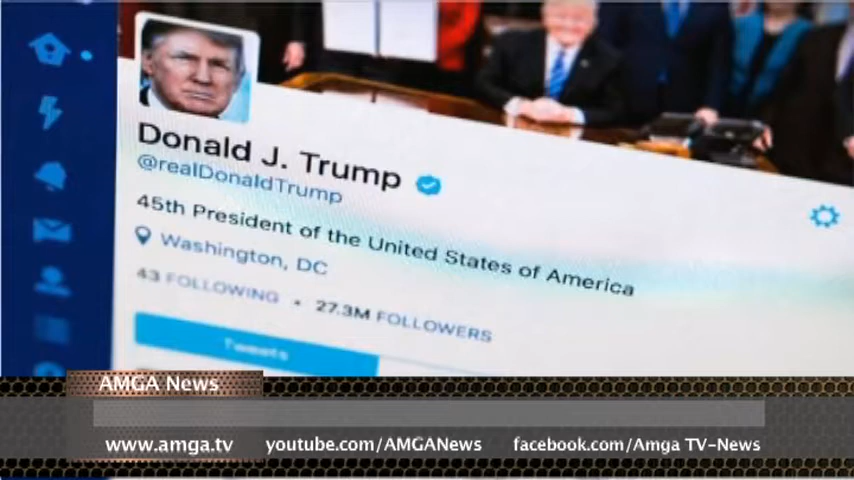 Donald J. Trump
@realDonaldTrump
45th President of the United States of America
Washington, DC
43 FOLLOWING • 27.3M FOLLOWERS
Tweets
AMGA News
www.amga.tv youtube.com/AMGANews facebook.com/Amga TV-News